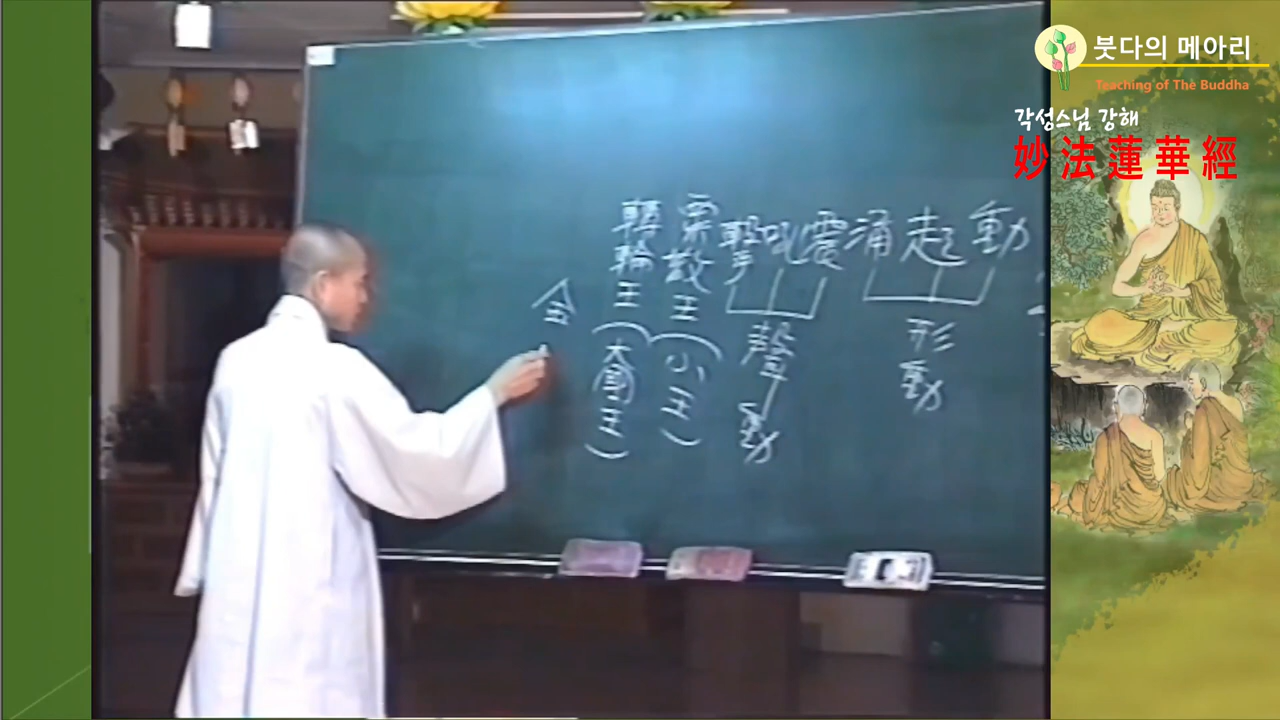 붓다의 메아리
Teaching of The Buddha
각성스님 강해
妙法蓮華經
動
起
涌
震
吼
擊
形動
聲動
粟散王(小王)
轉輪王(大國王)
金